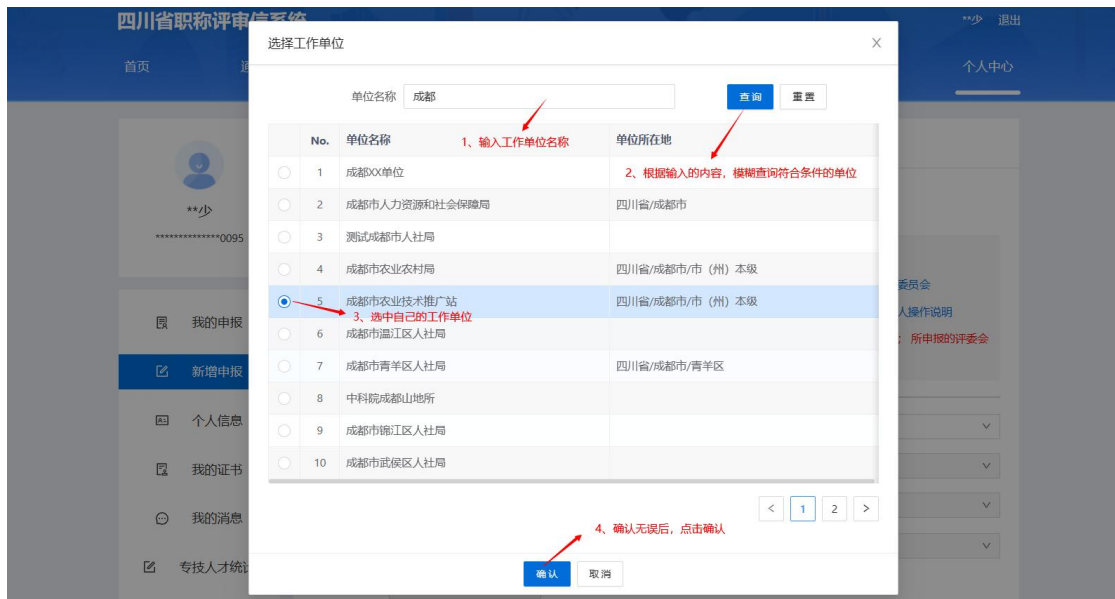 四川省职称评审信系统
**少 退出
首页
个人中心
选择工作单位
单位名称 成都 查询 重置
No. 单位名称 单位所在地
1、输入工作单位名称
1 成都XX单位
2、根据输入的内容，模糊查询符合条件的单位
2 成都市人力资源和社会保障局 四川省/成都市
3 测试成都市人社局
4 成都市农业农村局 四川省/成都市/市（州）本级
5 成都市农业技术推广站 四川省/成都市/市（州）本级
3、选中自己的工作单位
6 成都市温江区人社局
7 成都市青羊区人社局 四川省/成都市/青羊区
8 中科院成都山地所
9 成都市锦江区人社局
10 成都市武侯区人社局
1 2
4、确认无误后，点击确认
确认 取消
**少
**************0095
我的申报
新增申报
个人信息
我的证书
我的消息
专技人才统
委员会
人操作说明
；所申报的评委会